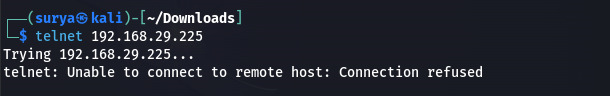 ┌──(surya㉿kali)-[~/Downloads]
└─$ telnet 192.168.29.225
Trying 192.168.29.225...
telnet: Unable to connect to remote host: Connection refused